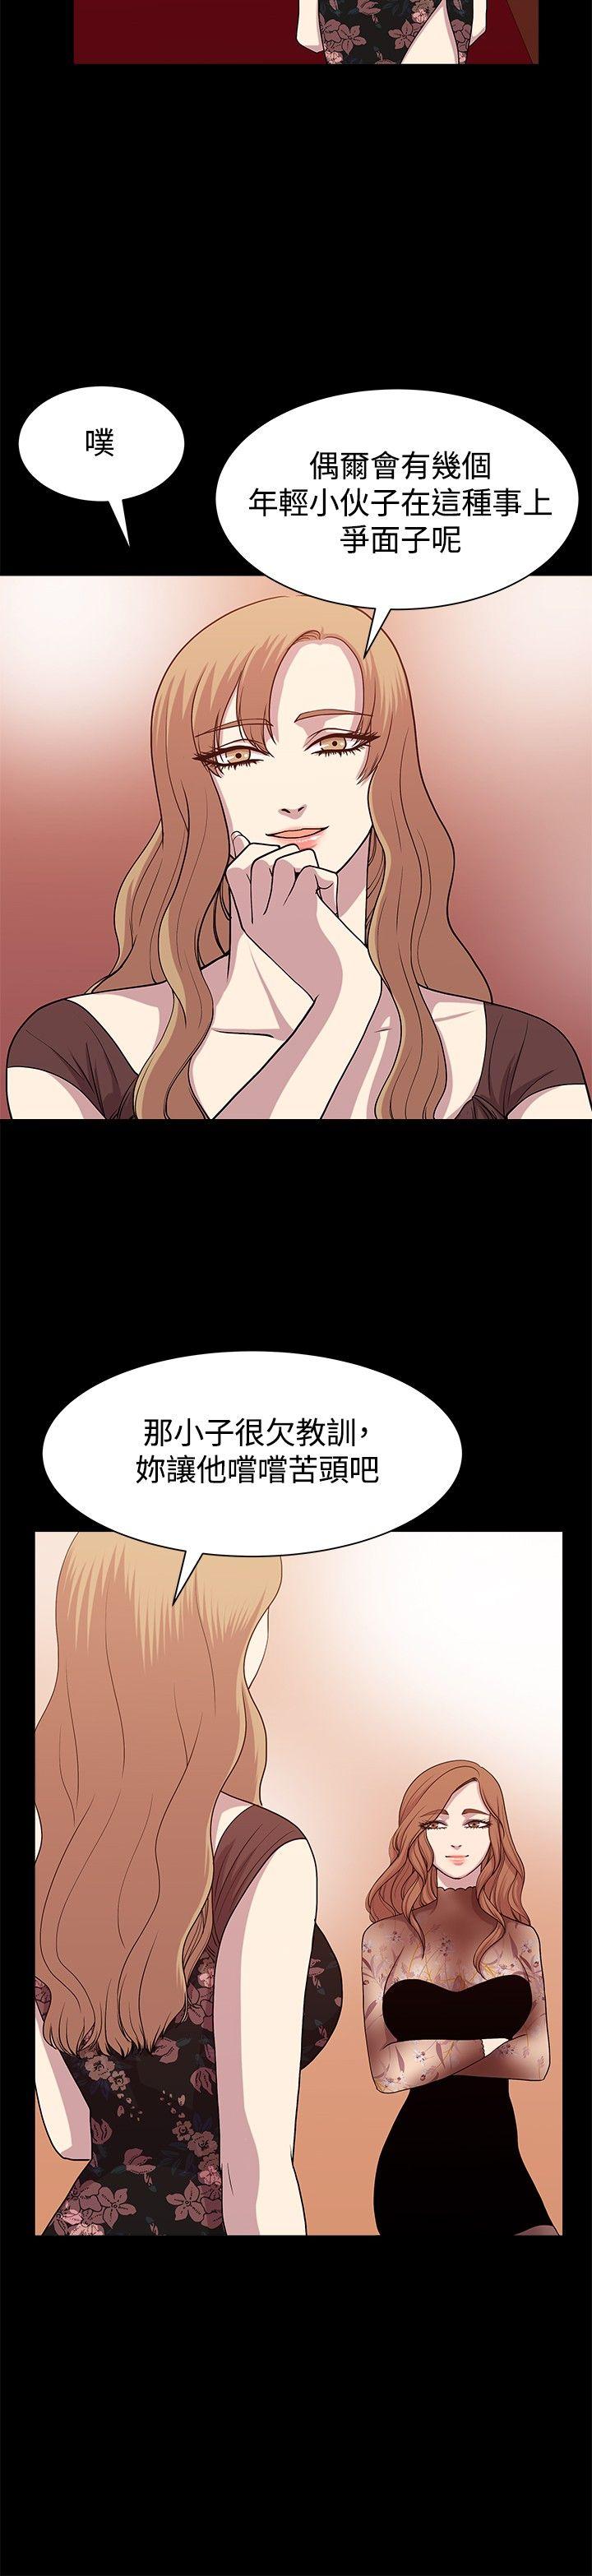 噗
偶爾會有幾個
年輕小伙子在這種事上
爭面子呢
那小子很欠教訓，
妳讓他嚐嚐苦頭吧